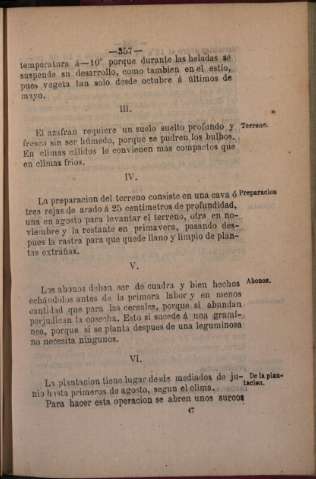 —357—
temperatura á—10° porque durante las heladas se
suspende su desarrollo, como tambien en el estío,
pues vegeta tan solo desde octubre á últimos de
mayo.
III.
El azafran requiere un suelo suelto profundo y Terreno.
fresco sin ser húmedo, porque se pudren los bulbos.
En climas cálidos le convienen mas compactos que
en climas frios.
IV.
La preparacion del terreno consiste en una cava ó Preparacion
tres rejas de arado á 25 centímetros de profundidad,
una en agosto para levantar el terreno, otra en no-
viembre y la restante en primavera, pasando des-
pues la rastra para que quede llano y limpio de plan-
tas extrañas.
V.
Los abonos deben ser de cuadra y bien hechos Abonos.
echándolos antes de la primera labor y en menos
cantidad que para los cereales, porque si abundan
perjudican la cosecha. Esto si sucede á una gramí-
nea, porque si se planta despues de una leguminosa
no necesita ningunos.
VI.
La plantacion tiene lugar desde mediados de ju- De la plan-
nio hasta primeros de agosto, segun el clima. tacion.
Para hacer esta operacion se abren unos surcos
C